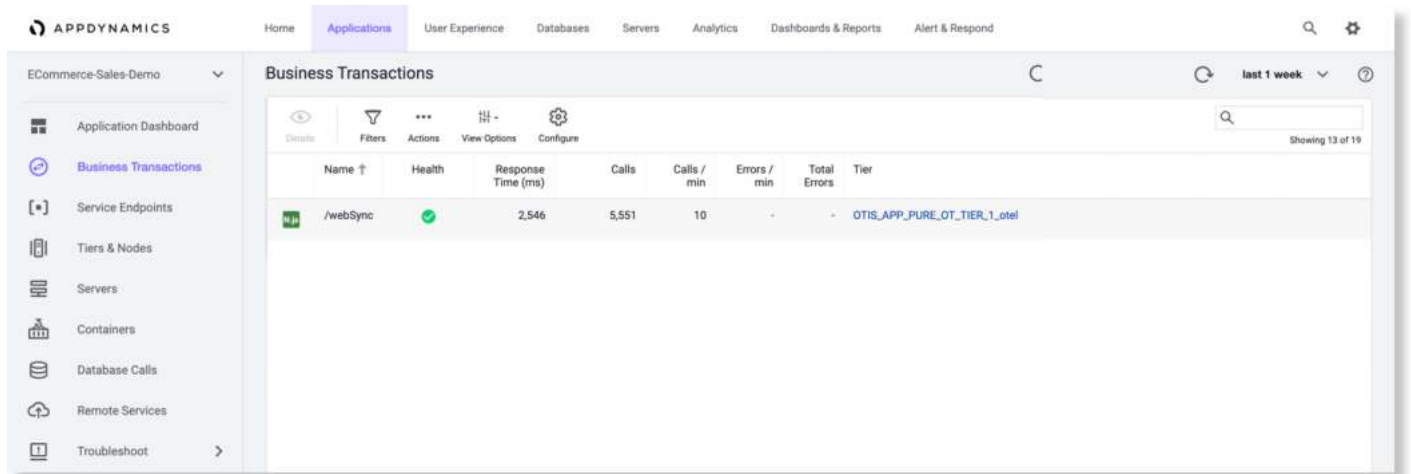 APPDYNAMICS
Home Applications User Experience Databases Servers Analytics Dashboards & Reports Alert & Respond
ECommerce-Sales-Demo
Business Transactions
last 1 week
Application Dashboard
Business Transactions
Service Endpoints
Tiers & Nodes
Servers
Containers
Database Calls
Remote Services
Troubleshoot
Details Filters Actions View Options Configure
Showing 13 of 19
Name ↑ Health Response Time (ms) Calls Calls / min Errors / min Total Errors Tier
N.js /webSync 2,546 5,551 10 - - OTIS_APP_PURE_OT_TIER_1_otel